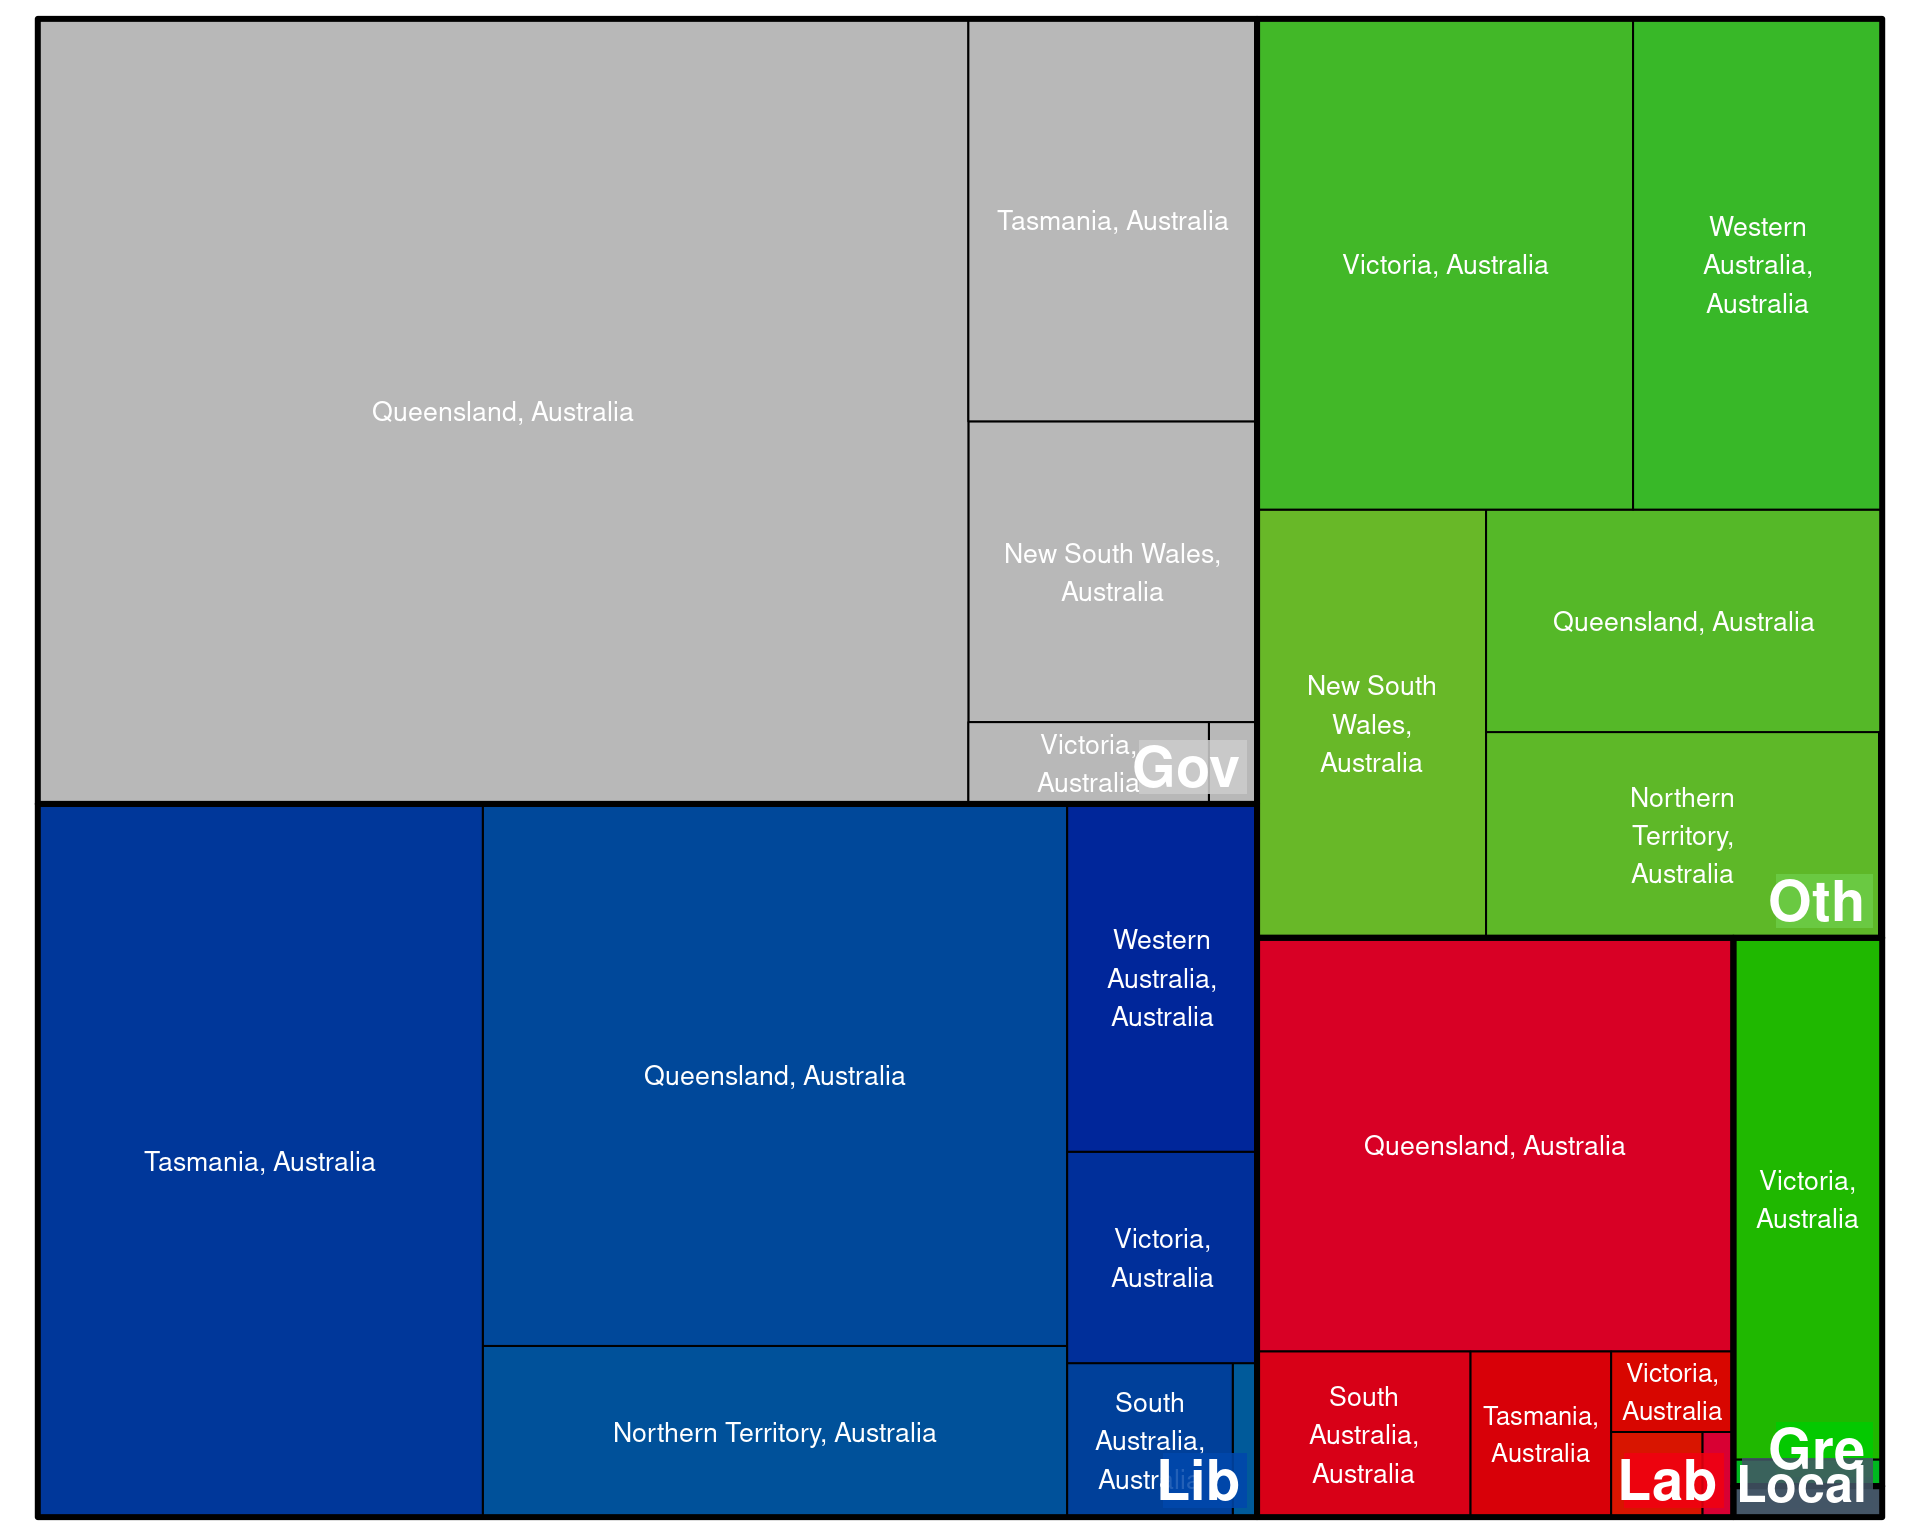 Queensland, Australia
Tasmania, Australia
New South Wales,
Australia
Victoria,
Australia
Gov
Victoria, Australia
Western
Australia,
Australia
New South
Wales,
Australia
Queensland, Australia
Northern
Territory,
Australia
Oth
Tasmania, Australia
Queensland, Australia
Northern Territory, Australia
Western
Australia,
Australia
Victoria,
Australia
South
Australia,
Australia
Lib
Queensland, Australia
South
Australia,
Australia
Tasmania,
Australia
Victoria,
Australia
Lab
Victoria,
Australia
Gre
Local